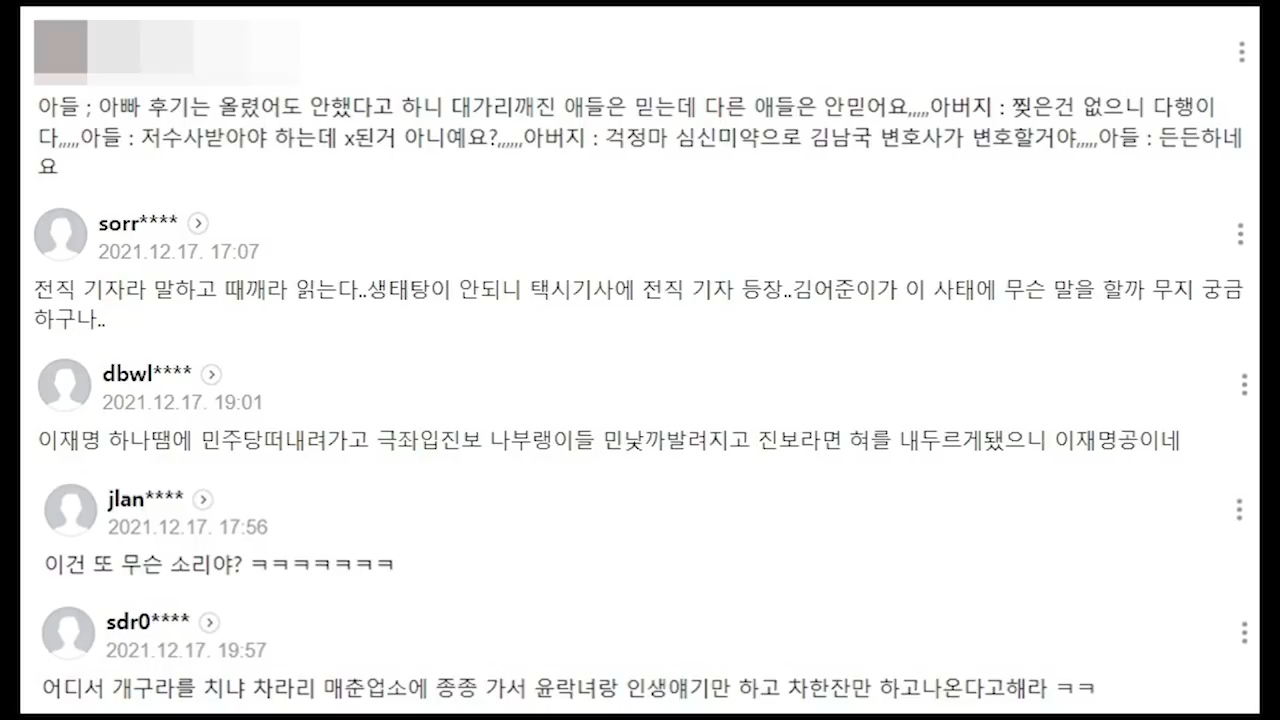 아들 ; 아빠 후기는 올렸어도 안했다고 하니 대가리깨진 애들은 믿는데 다른 애들은 안믿어요,,,,,아버지 : 찢은건 없으니 다행이
다,,,,,아들 : 저수사받아야 하는데 x된거 아니예요?,,,,,,아버지 : 걱정마 심신미약으로 김남국 변호사가 변호할거야,,,,,아들 : 든든하네
요
sorr****
2021.12.17. 17:07
전직 기자라 말하고 때깨라 읽는다..생태탕이 안되니 택시기사에 전직 기자 등장..김어준이가 이 사태에 무슨 말을 할까 무지 궁금
하구나..
dbwl****
2021.12.17. 19:01
이재명 하나땜에 민주당떠내려가고 극좌입진보 나부랭이들 민낯까발려지고 진보라면 혀를 내두르게됐으니 이재명공이네
jlan****
2021.12.17. 17:56
이건 또 무슨 소리야? ㅋㅋㅋㅋㅋㅋㅋ
sdr0****
2021.12.17. 19:57
어디서 개구라를 치냐 차라리 매춘업소에 종종 가서 윤락녀랑 인생얘기만 하고 차한잔만 하고나온다고해라 ㅋㅋ